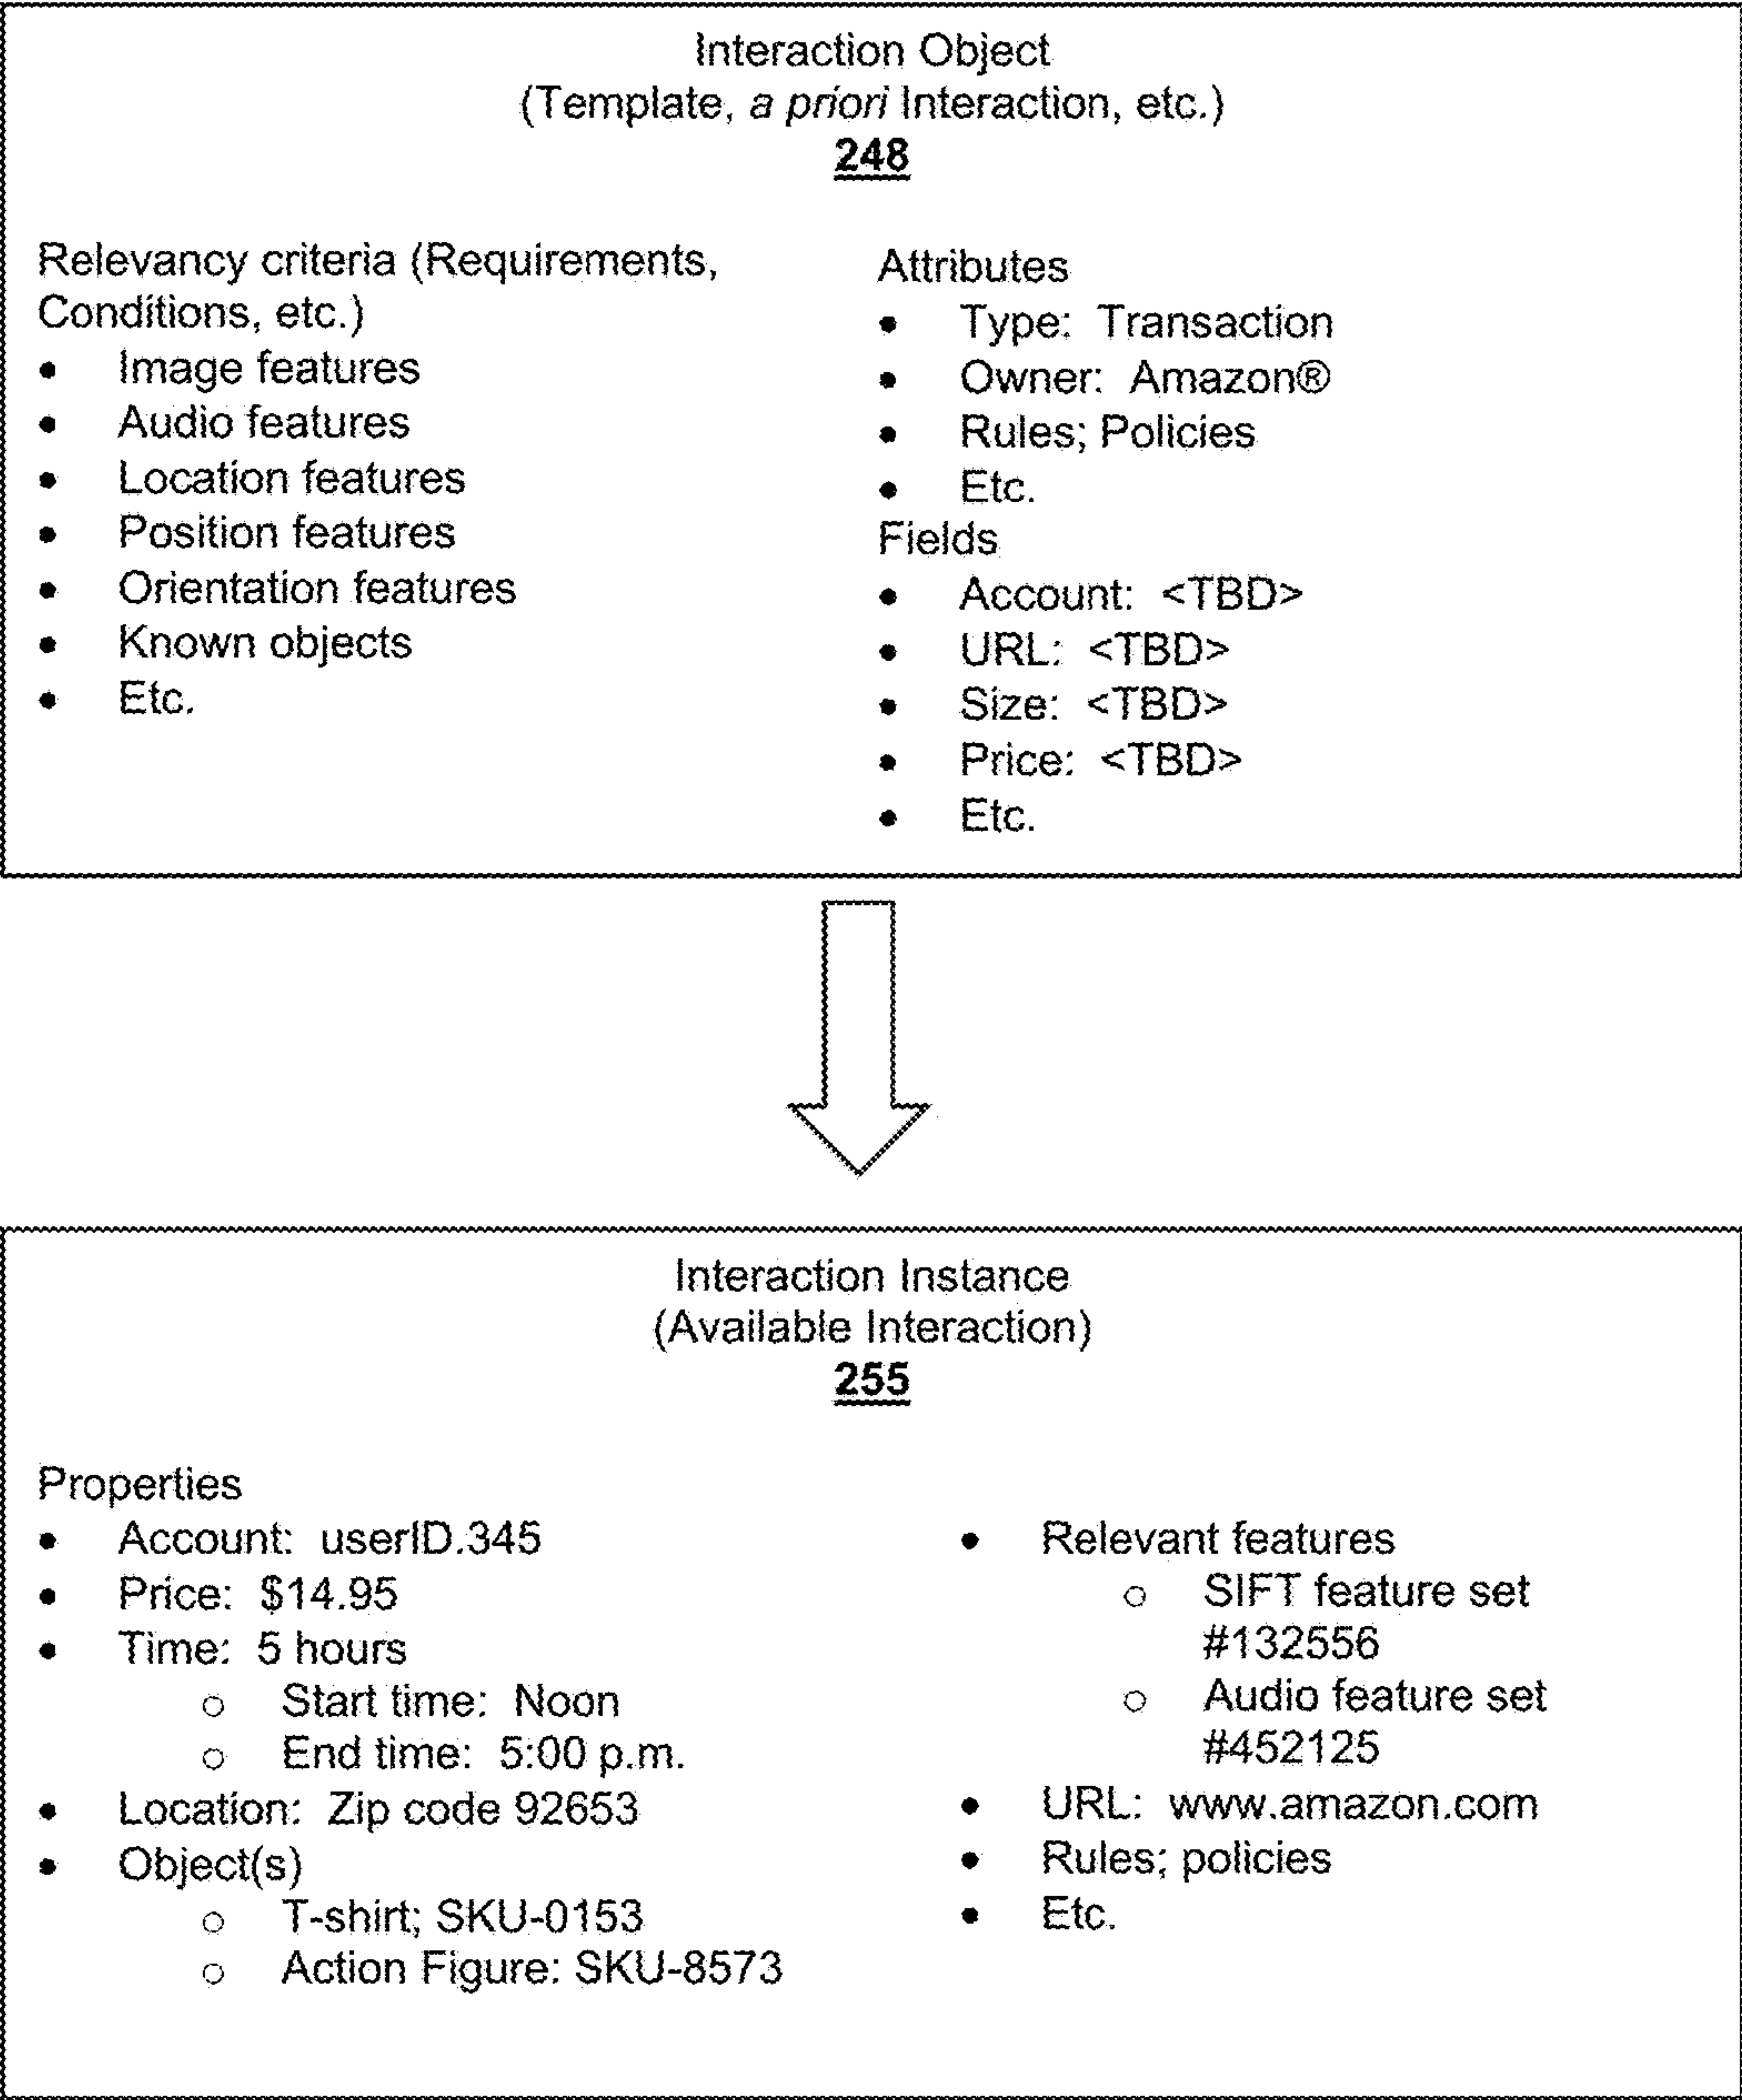 Interaction Object
(Template, a priori Interaction, etc.)
248
Relevancy criteria (Requirements,
Conditions, etc.)
• Image features
• Audio features
• Location features
• Position features
• Orientation features
• Known objects
• Etc.
Attributes
• Type: Transaction
• Owner: Amazon®
• Rules; Policies
• Etc.
Fields
• Account: <TBD>
• URL: <TBD>
• Size: <TBD>
• Price: <TBD>
• Etc.
Interaction Instance
(Available Interaction)
255
Properties
• Account: userID.345
• Price: $14.95
• Time: 5 hours
○ Start time: Noon
○ End time: 5:00 p.m.
• Location: Zip code 92653
• Object(s)
○ T-shirt; SKU-0153
○ Action Figure: SKU-8573
• Relevant features
○ SIFT feature set
#132556
○ Audio feature set
#452125
• URL: www.amazon.com
• Rules; policies
• Etc.